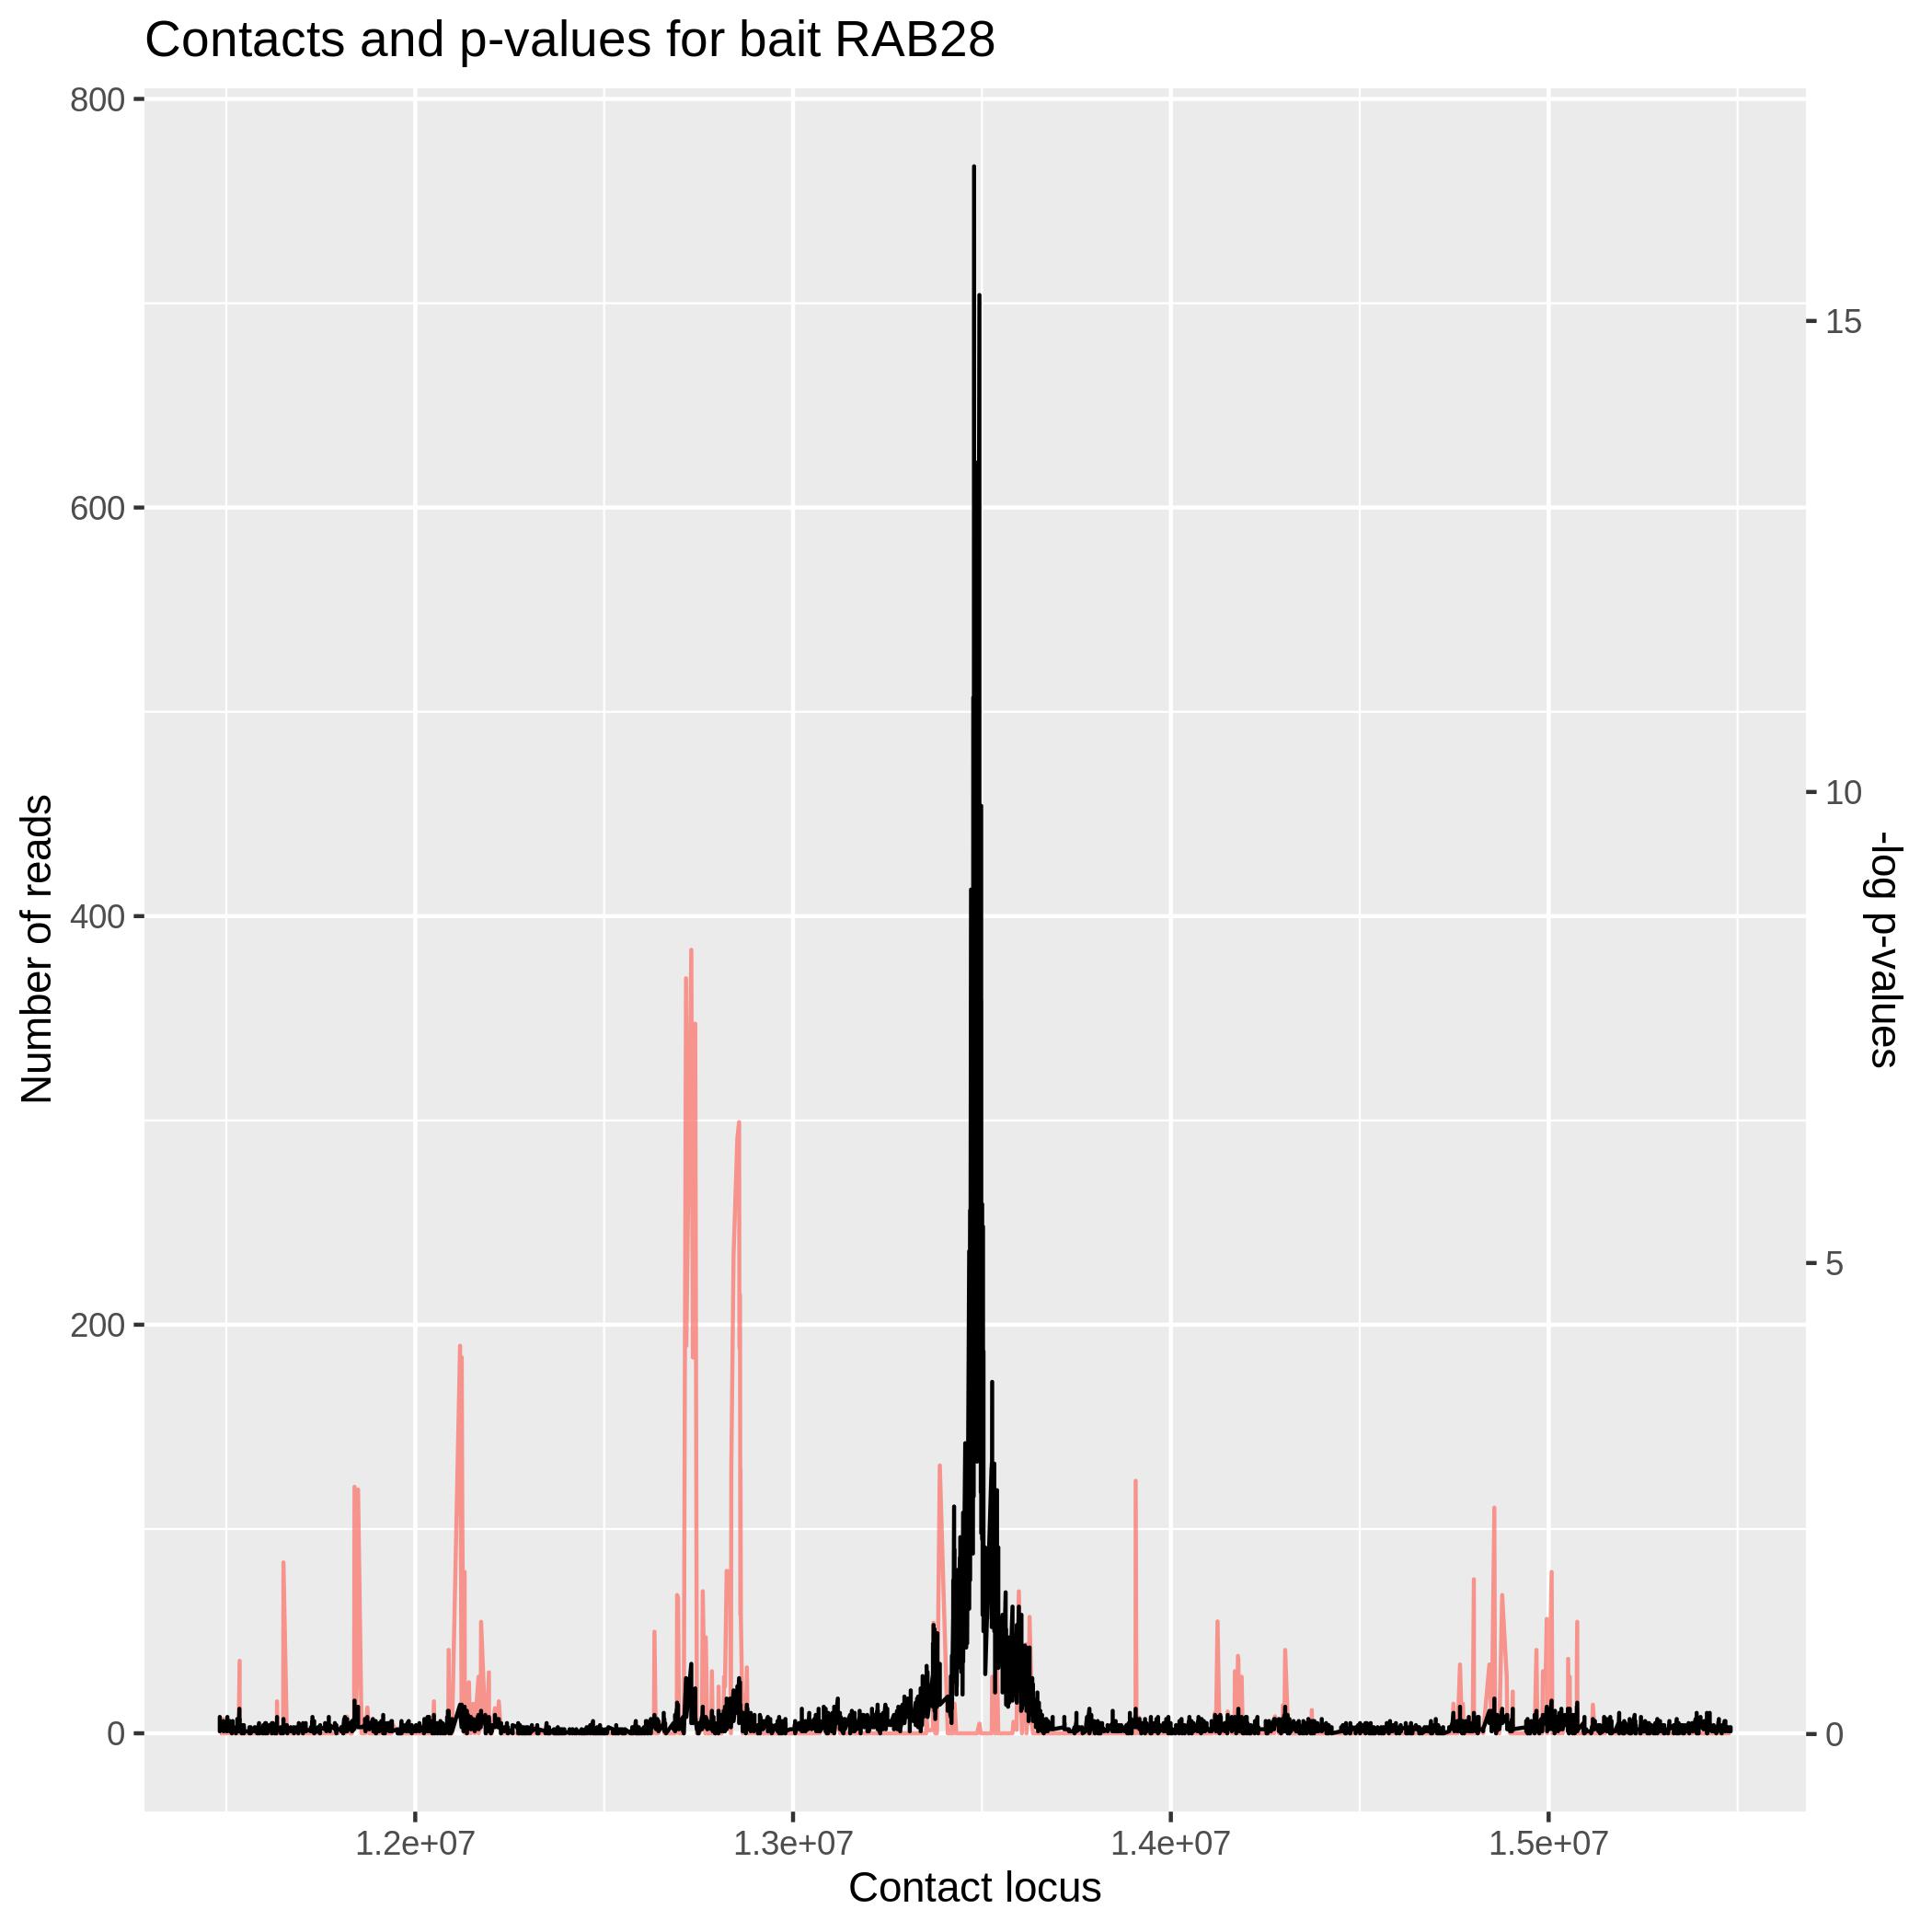 Contacts and p-values for bait RAB28
800
600
400
200
0
Number of reads
15
10
5
0
-log p-values
1.2e+07
1.3e+07
1.4e+07
1.5e+07
Contact locus